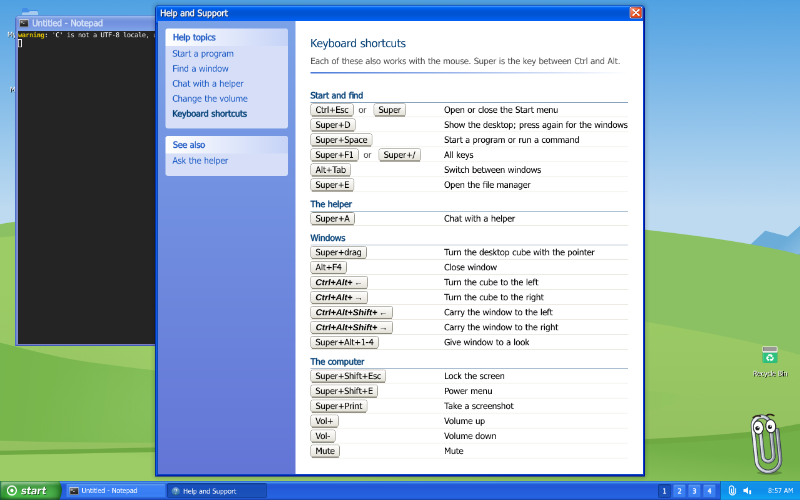 Untitled - Notepad
warning: 'C' is not a UTF-8 locale,
Help and Support
Help topics
Start a program
Find a window
Chat with a helper
Change the volume
Keyboard shortcuts
See also
Ask the helper
Keyboard shortcuts
Each of these also works with the mouse. Super is the key between Ctrl and Alt.
Start and find
Ctrl+Esc or Super Open or close the Start menu
Super+D Show the desktop; press again for the windows
Super+Space Start a program or run a command
Super+F1 or Super+/ All keys
Alt+Tab Switch between windows
Super+E Open the file manager
The helper
Super+A Chat with a helper
Windows
Super+drag Turn the desktop cube with the pointer
Alt+F4 Close window
Ctrl+Alt+ ← Turn the cube to the left
Ctrl+Alt+ → Turn the cube to the right
Ctrl+Alt+Shift+ ← Carry the window to the left
Ctrl+Alt+Shift+ → Carry the window to the right
Super+Alt+1-4 Give window to a look
The computer
Super+Shift+Esc Lock the screen
Super+Shift+E Power menu
Super+Print Take a screenshot
Vol+ Volume up
Vol- Volume down
Mute Mute
Recycle Bin
start
Untitled - Notepad
Help and Support
1 2 3 4
8:57 AM